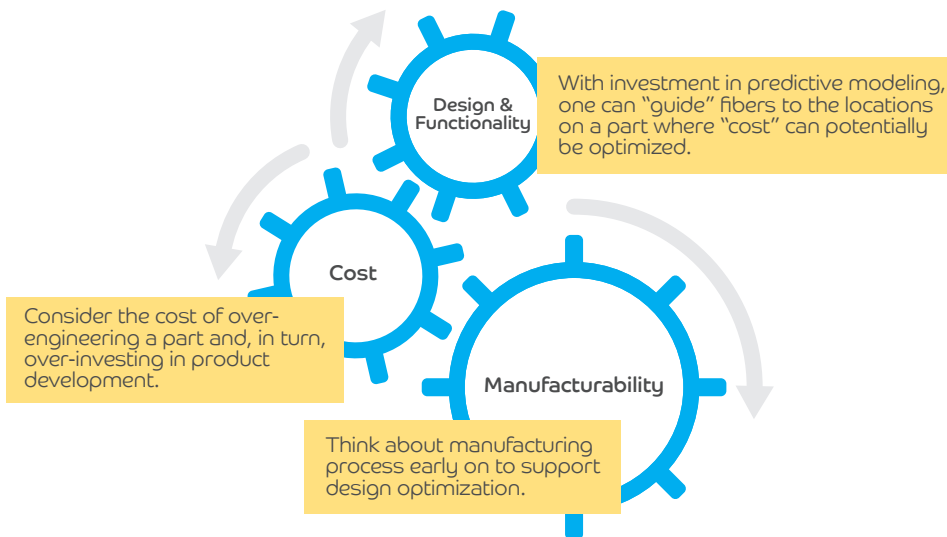 Design &
Functionality
With investment in predictive modeling,
one can “guide” fibers to the locations
on a part where “cost” can potentially
be optimized.
Cost
Consider the cost of over-
engineering a part and, in turn,
over-investing in product
development.
Manufacturability
Think about manufacturing
process early on to support
design optimization.